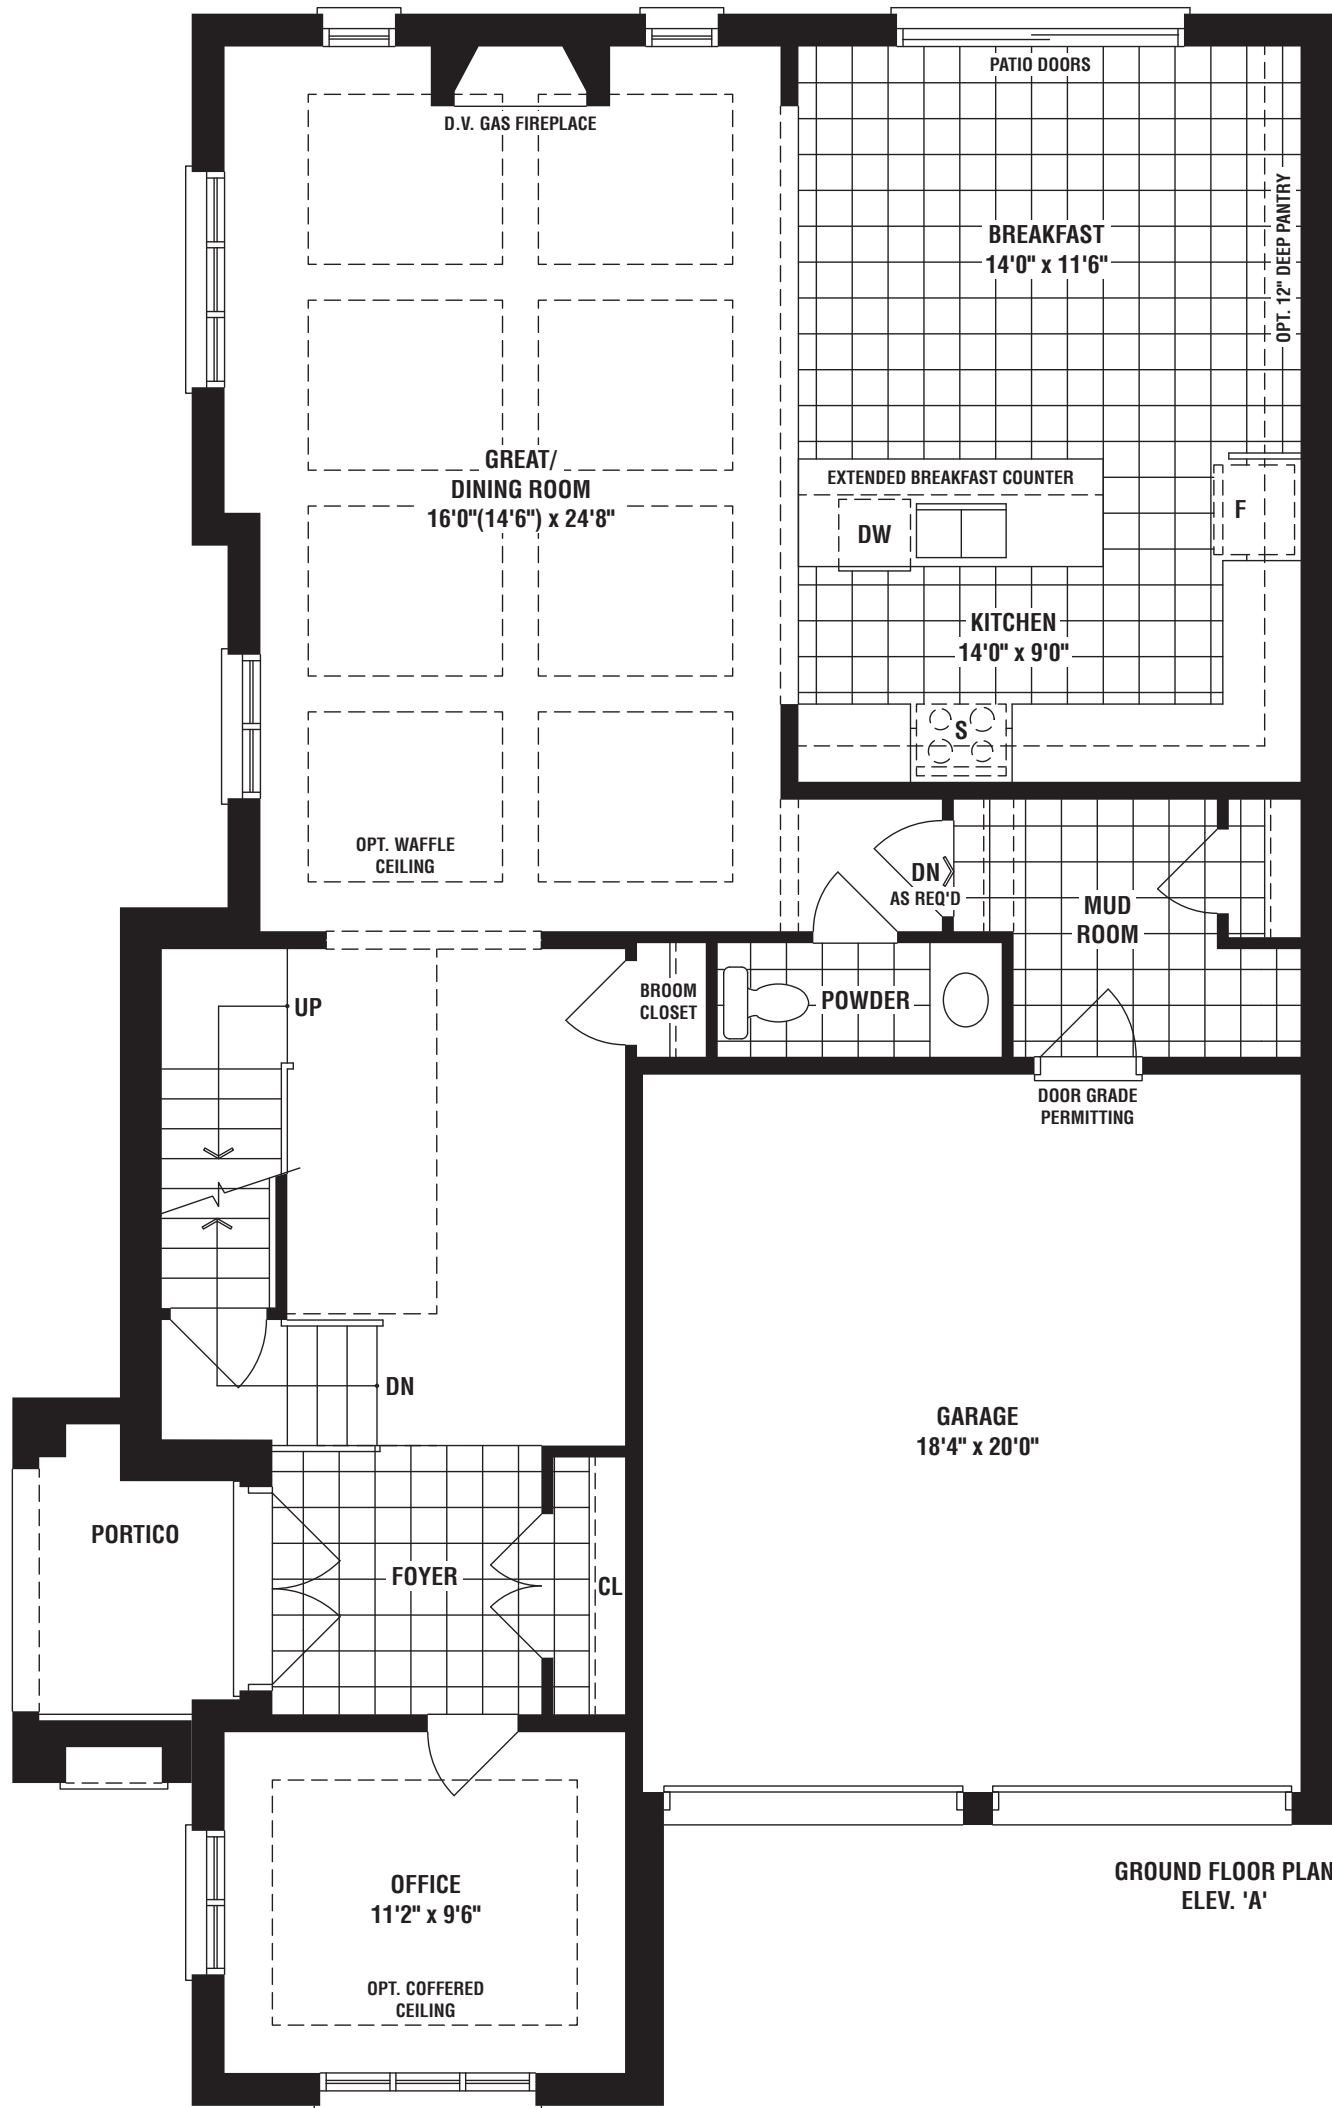 PATIO DOORS
D.V. GAS FIREPLACE
BREAKFAST
14'0" x 11'6"
OPT. 12" DEEP PANTRY
GREAT/
DINING ROOM
16'0"(14'6") x 24'8"
EXTENDED BREAKFAST COUNTER
DW
F
KITCHEN
14'0" x 9'0"
S
OPT. WAFFLE
CEILING
DN
AS REQ'D
MUD
ROOM
UP
BROOM
CLOSET
POWDER
DOOR GRADE
PERMITTING
DN
GARAGE
18'4" x 20'0"
PORTICO
FOYER
CL
OFFICE
11'2" x 9'6"
OPT. COFFERED
CEILING
GROUND FLOOR PLAN
ELEV. 'A'